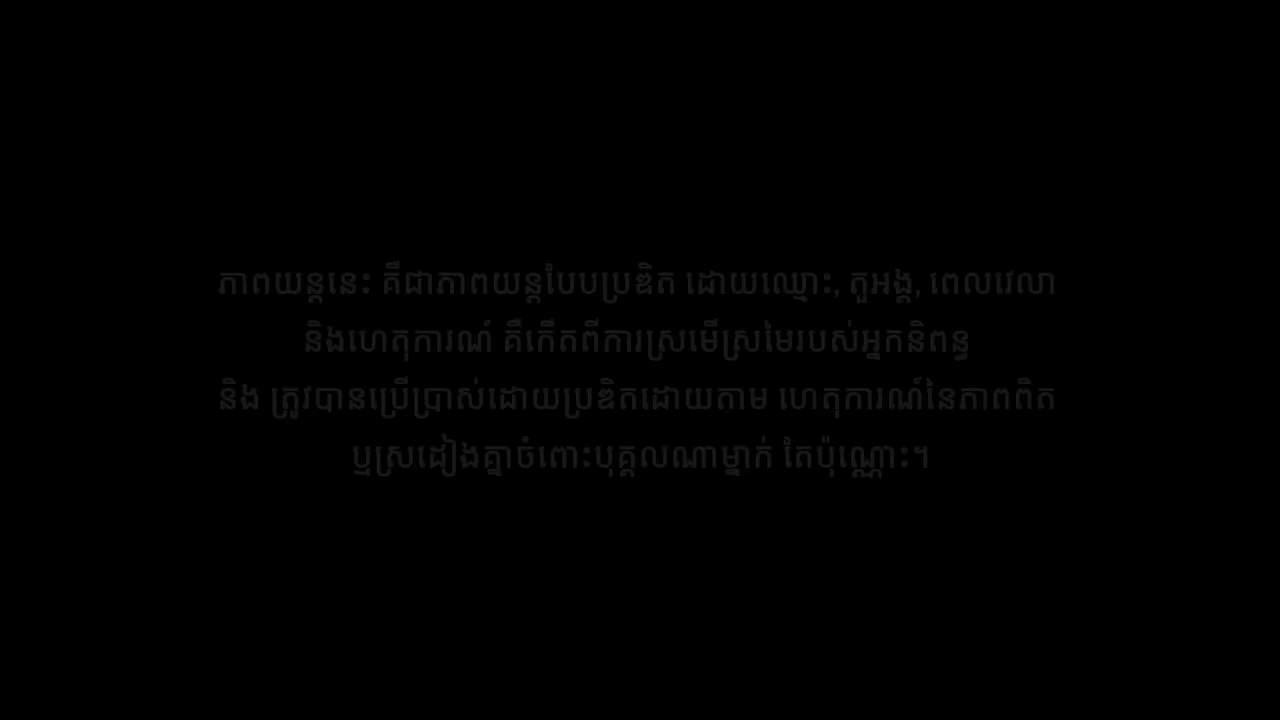 ភាពយន្តនេះ គឺជាភាពយន្តបែបប្រឌិត ដោយឈ្មោះ, តួអង្គ, ពេលវេលា
និងហេតុការណ៍ គឺកើតពីការស្រមើស្រមៃរបស់អ្នកនិពន្ធ
និង ត្រូវបានប្រើប្រាស់ដោយប្រឌិតដោយតាម ហេតុការណ៍នៃភាពពិត
ឬស្រដៀងគ្នាចំពោះបុគ្គលណាម្នាក់ តែប៉ុណ្ណោះ។